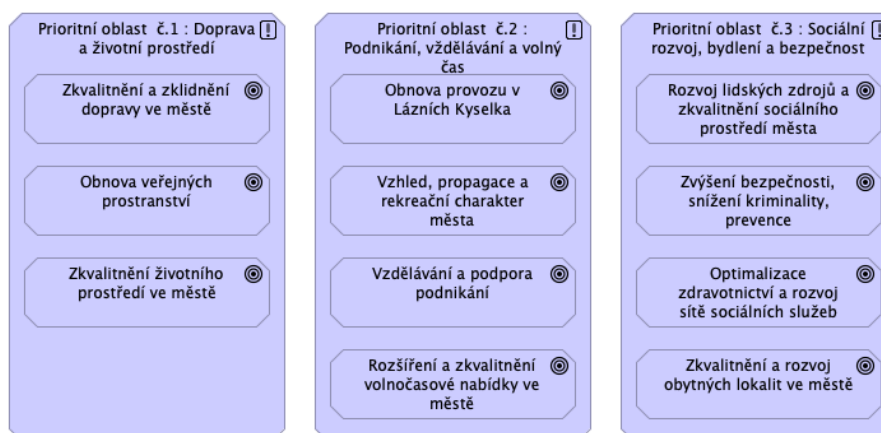 Prioritní oblast č.1 : Doprava
a životní prostředí
Zkvalitnění a zklidnění
dopravy ve městě
Obnova veřejných
prostranství
Zkvalitnění životního
prostředí ve městě
Prioritní oblast č.2 :
Podnikání, vždělávání a volný
čas
Obnova provozu v
Lázních Kyselka
Vzhled, propagace a
rekreační charakter
města
Vzdělávání a podpora
podnikání
Rozšíření a zkvalitnění
volnočasové nabídky ve
městě
Prioritní oblast č.3 : Sociální
rozvoj, bydlení a bezpečnost
Rozvoj lidských zdrojů a
zkvalitnění sociálního
prostředí města
Zvýšení bezpečnosti,
snížení kriminality,
prevence
Optimalizace
zdravotnictví a rozvoj
sítě sociálních služeb
Zkvalitnění a rozvoj
obytných lokalit ve městě